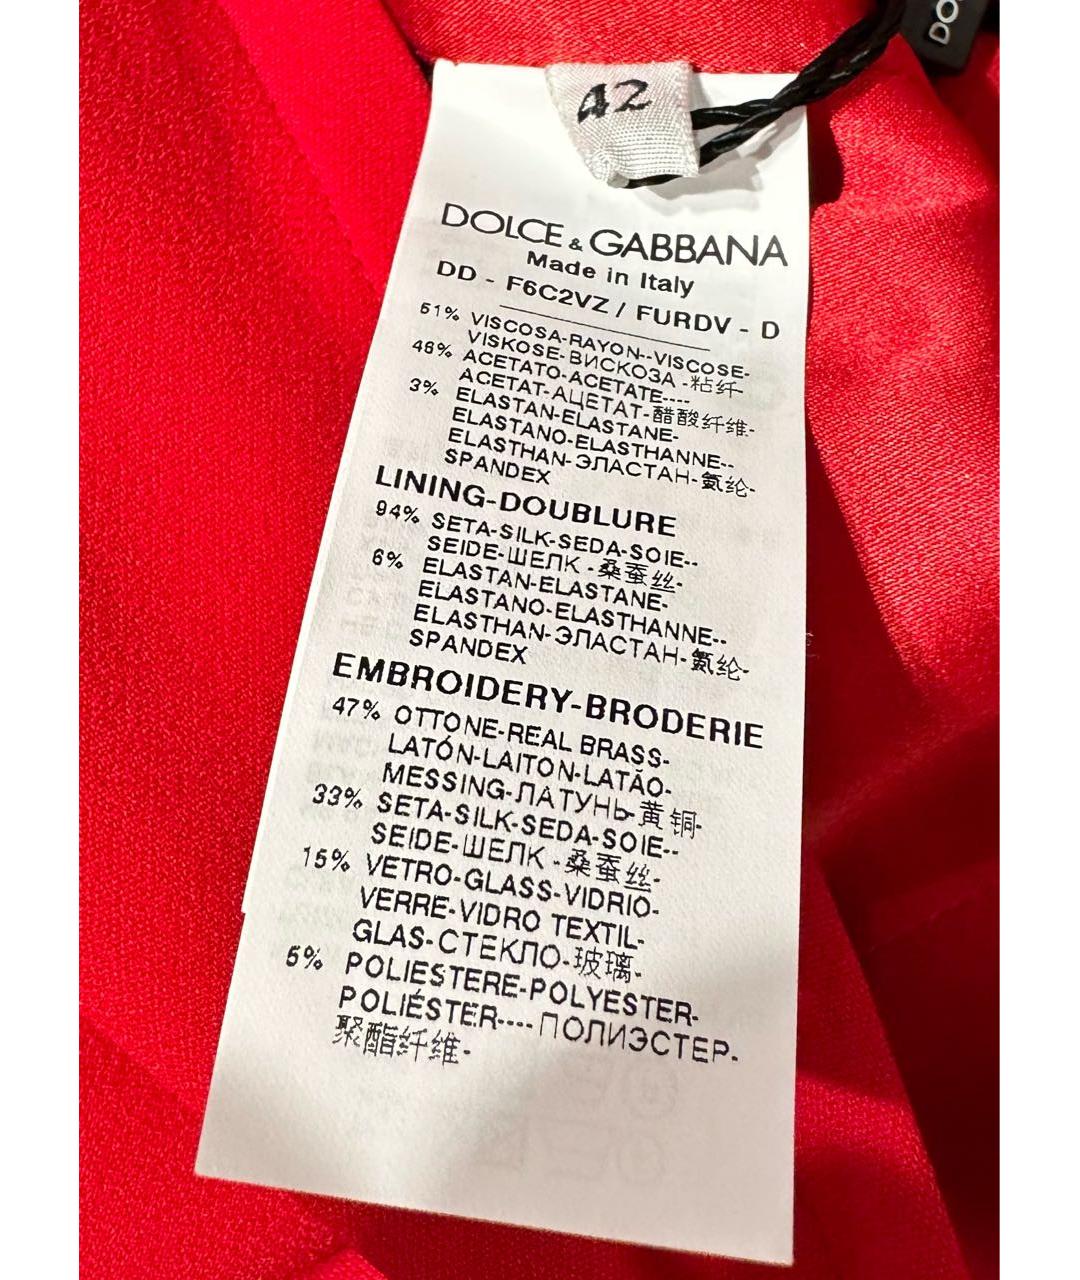 42
DO
DOLCE & GABBANA
Made in Italy
DD - F6C2VZ / FURDV - D
51% VISCOSA-RAYON--VISCOSE-
VISKOSE-ВИСКОЗА-粘纤-
46% ACETATO-ACETATE----
ACETAT-АЦЕТАТ-醋酸纤维-
3% ELASTAN-ELASTANE-
ELASTANO-ELASTHANNE--
ELASTHAN-ЭЛАСТАН-氨纶-
SPANDEX
LINING-DOUBLURE
94% SETA-SILK-SEDA-SOIE--
SEIDE-ШЕЛК-桑蚕丝-
6% ELASTAN-ELASTANE-
ELASTANO-ELASTHANNE--
ELASTHAN-ЭЛАСТАН-氨纶-
SPANDEX
EMBROIDERY-BRODERIE
47% OTTONE-REAL BRASS-
LATÓN-LAITON-LATÃO-
MESSING-ЛАТУНЬ-黄铜-
33% SETA-SILK-SEDA-SOIE--
SEIDE-ШЕЛК-桑蚕丝-
15% VETRO-GLASS-VIDRIO-
VERRE-VIDRO TEXTIL-
GLAS-СТЕКЛО-玻璃-
5% POLIESTERE-POLYESTER-
POLIÉSTER----ПОЛИЭСТЕР-
聚酯纤维-